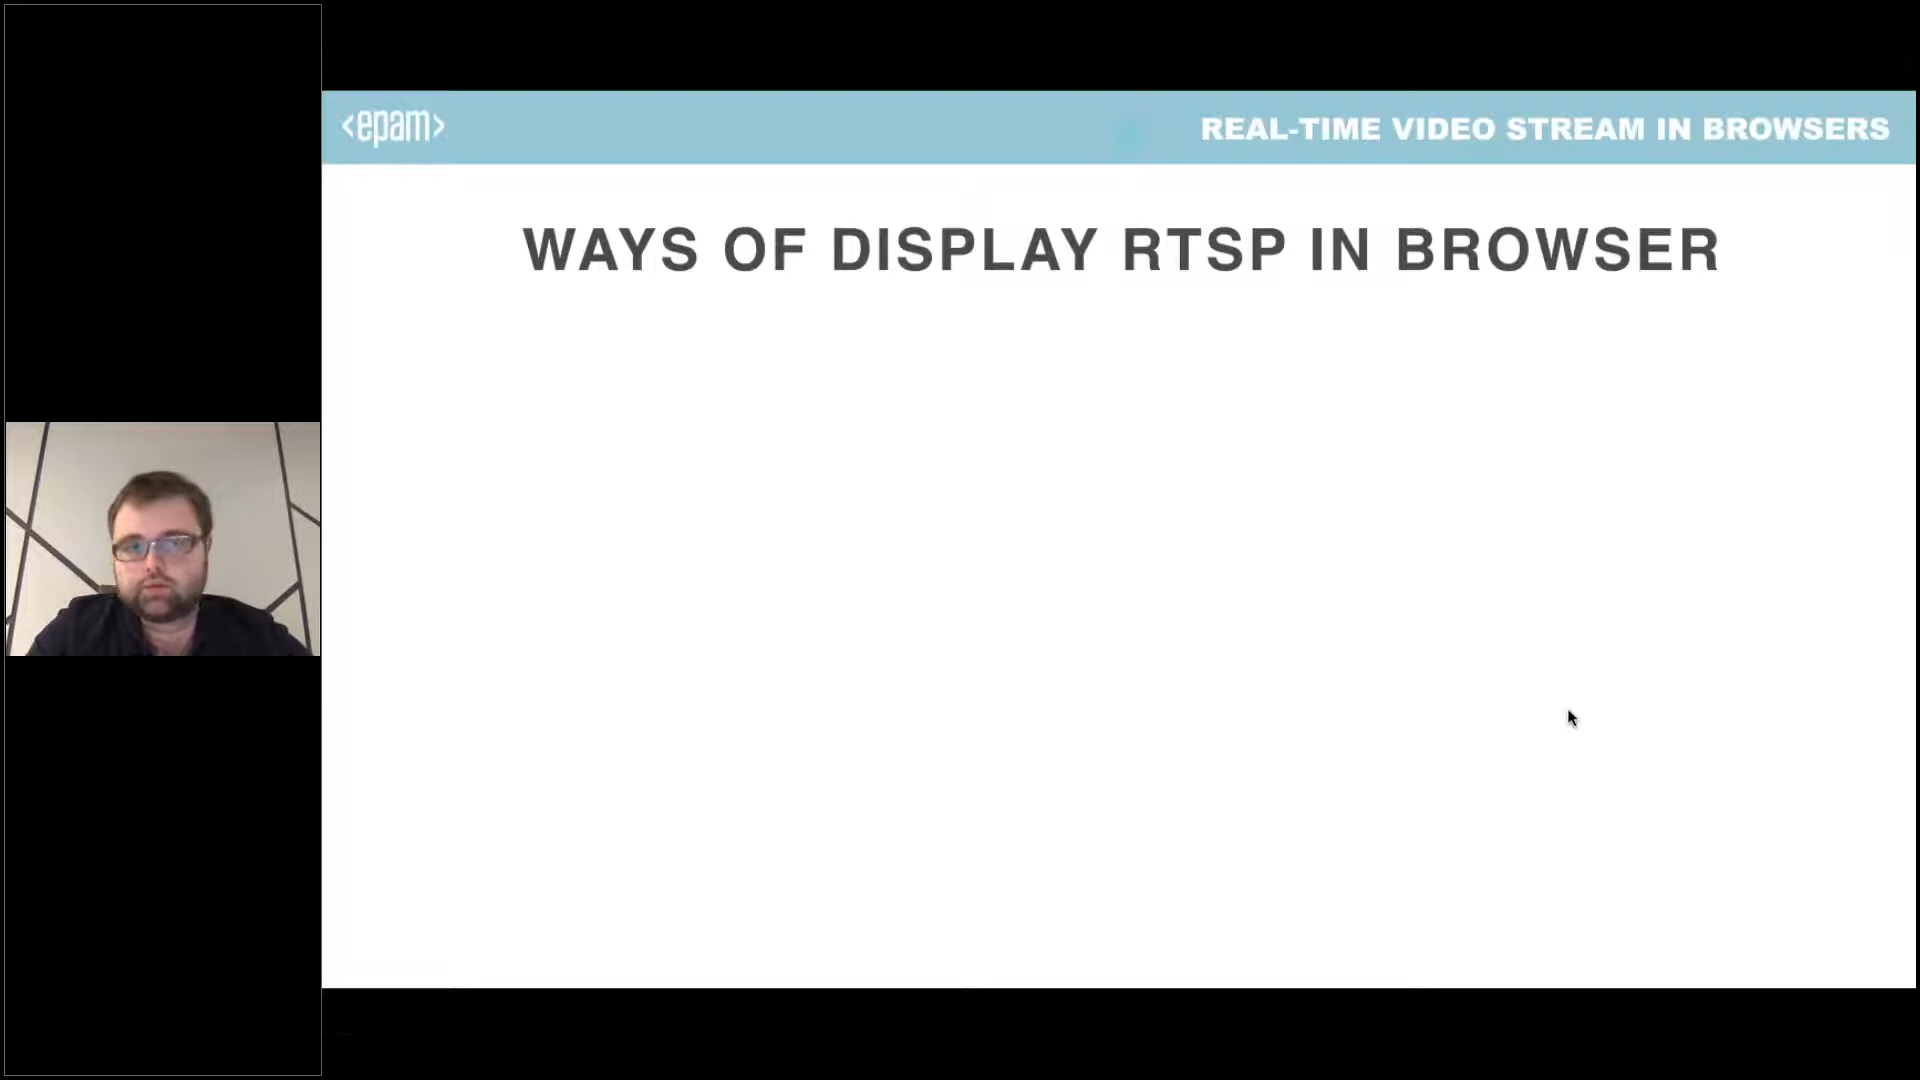 <epam>
REAL-TIME VIDEO STREAM IN BROWSERS
WAYS OF DISPLAY RTSP IN BROWSER